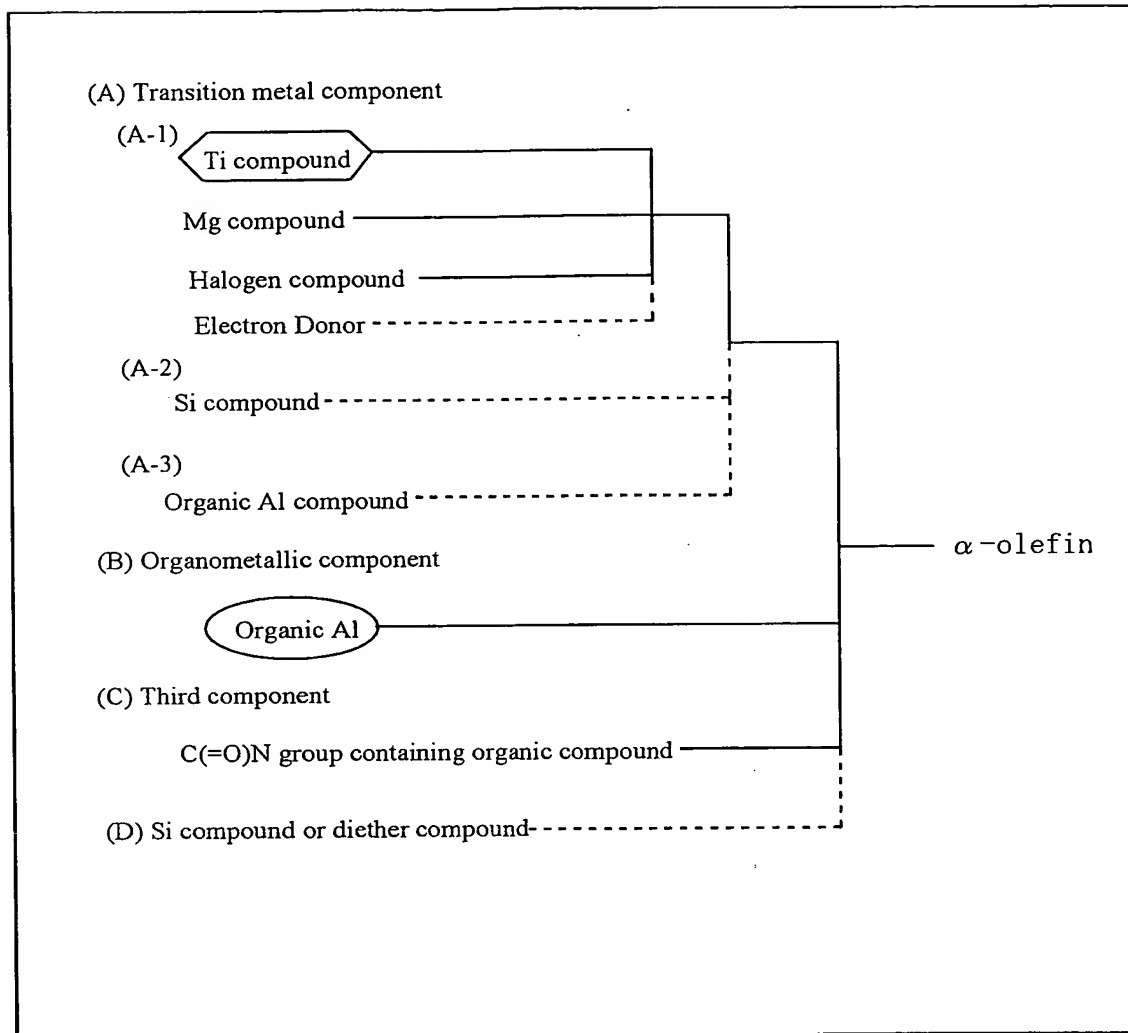 (A) Transition metal component
(A-1)
Ti compound
Mg compound
Halogen compound
Electron Donor
(A-2)
Si compound
(A-3)
Organic Al compound
(B) Organometallic component
α-olefin
Organic Al
(C) Third component
C(=O)N group containing organic compound
(D) Si compound or diether compound